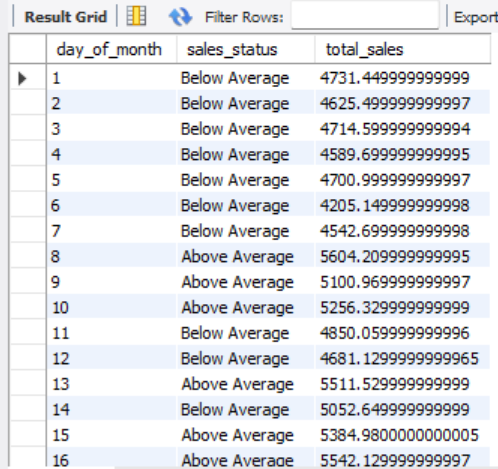 Result Grid Filter Rows: Export
day_of_month sales_status total_sales
1 Below Average 4731.449999999999
2 Below Average 4625.499999999997
3 Below Average 4714.599999999994
4 Below Average 4589.699999999995
5 Below Average 4700.999999999997
6 Below Average 4205.149999999998
7 Below Average 4542.699999999998
8 Above Average 5604.209999999995
9 Above Average 5100.969999999997
10 Above Average 5256.329999999999
11 Below Average 4850.059999999996
12 Below Average 4681.1299999999965
13 Above Average 5511.529999999999
14 Below Average 5052.649999999999
15 Above Average 5384.9800000000005
16 Above Average 5542.129999999997